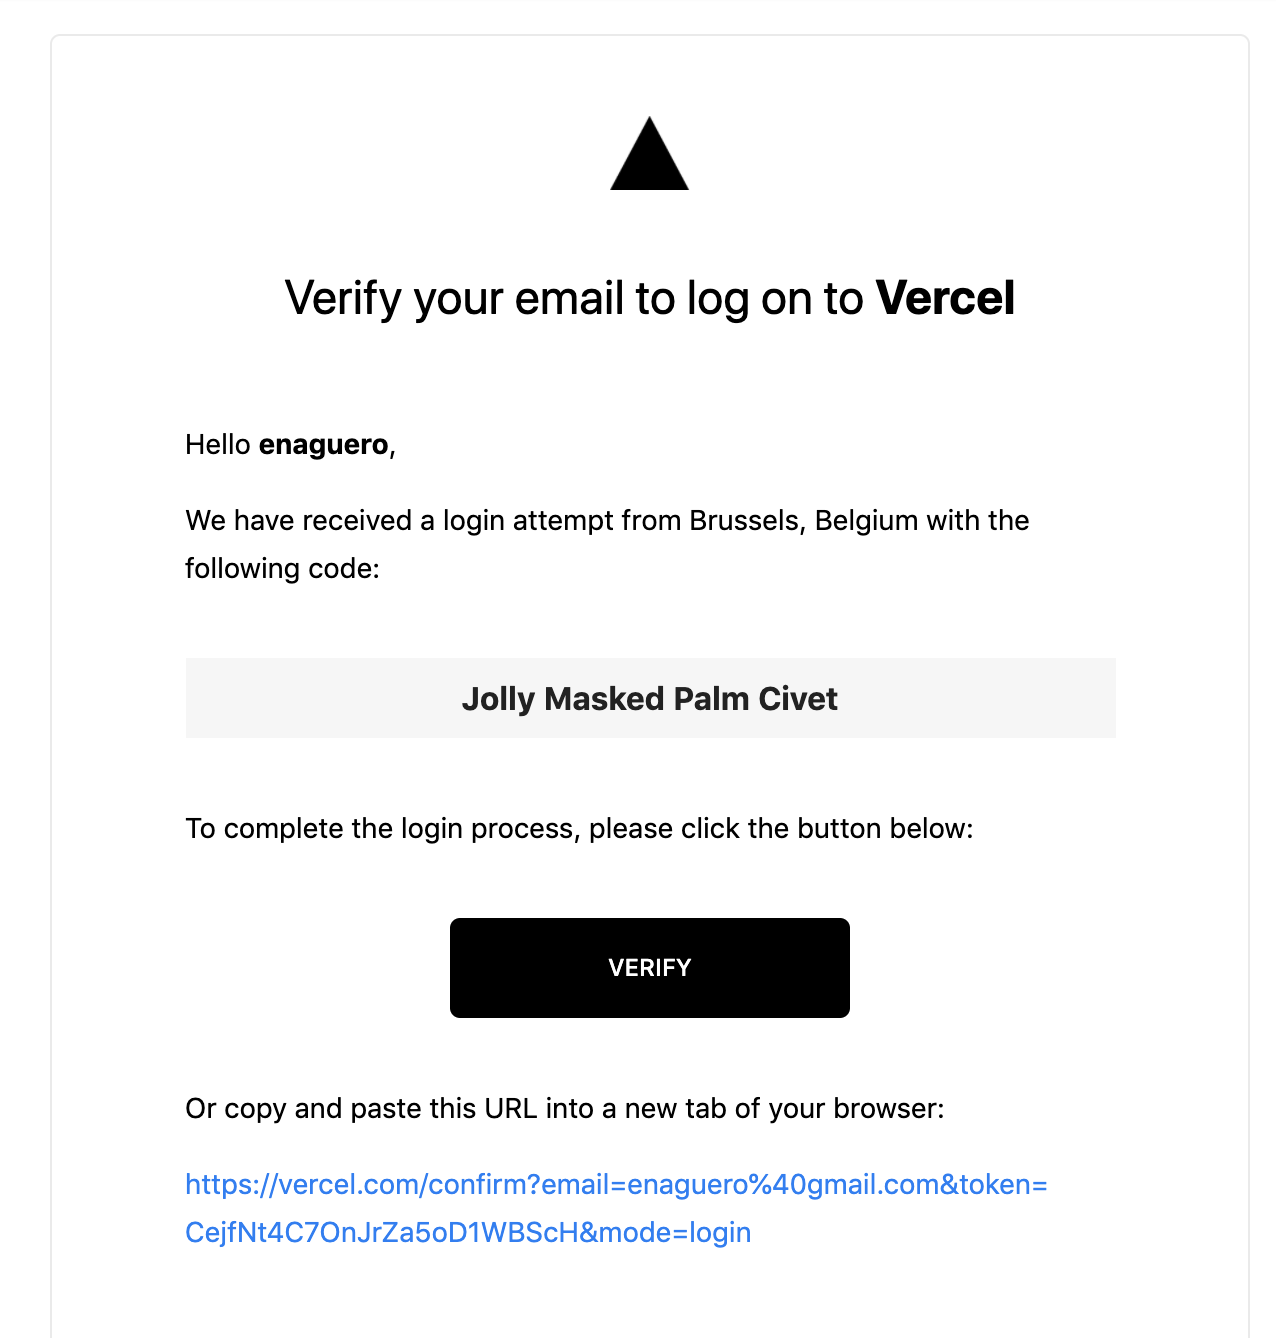 Verify your email to log on to Vercel
Hello enaguero,
We have received a login attempt from Brussels, Belgium with the
following code:
Jolly Masked Palm Civet
To complete the login process, please click the button below:
VERIFY
Or copy and paste this URL into a new tab of your browser:
https://vercel.com/confirm?email=enaguero%40gmail.com&token=
CejfNt4C7OnJrZa5oD1WBScH&mode=login